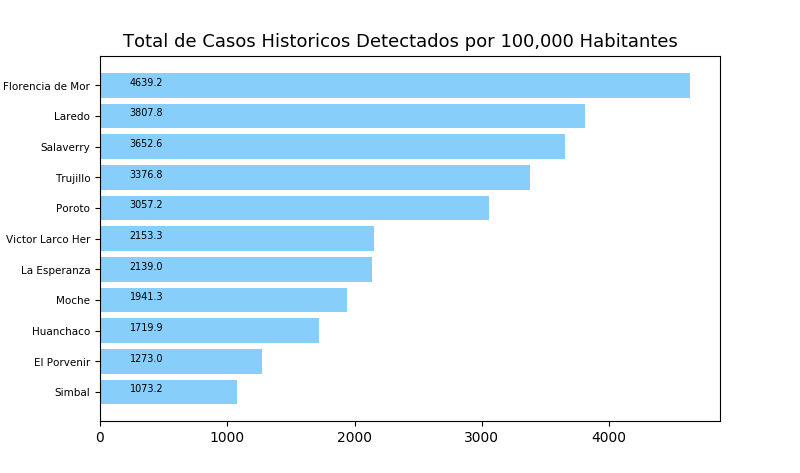 Total de Casos Historicos Detectados por 100,000 Habitantes
Florencia de Mor 4639.2
Laredo 3807.8
Salaverry 3652.6
Trujillo 3376.8
Poroto 3057.2
Victor Larco Her 2153.3
La Esperanza 2139.0
Moche 1941.3
Huanchaco 1719.9
El Porvenir 1273.0
Simbal 1073.2
0 1000 2000 3000 4000